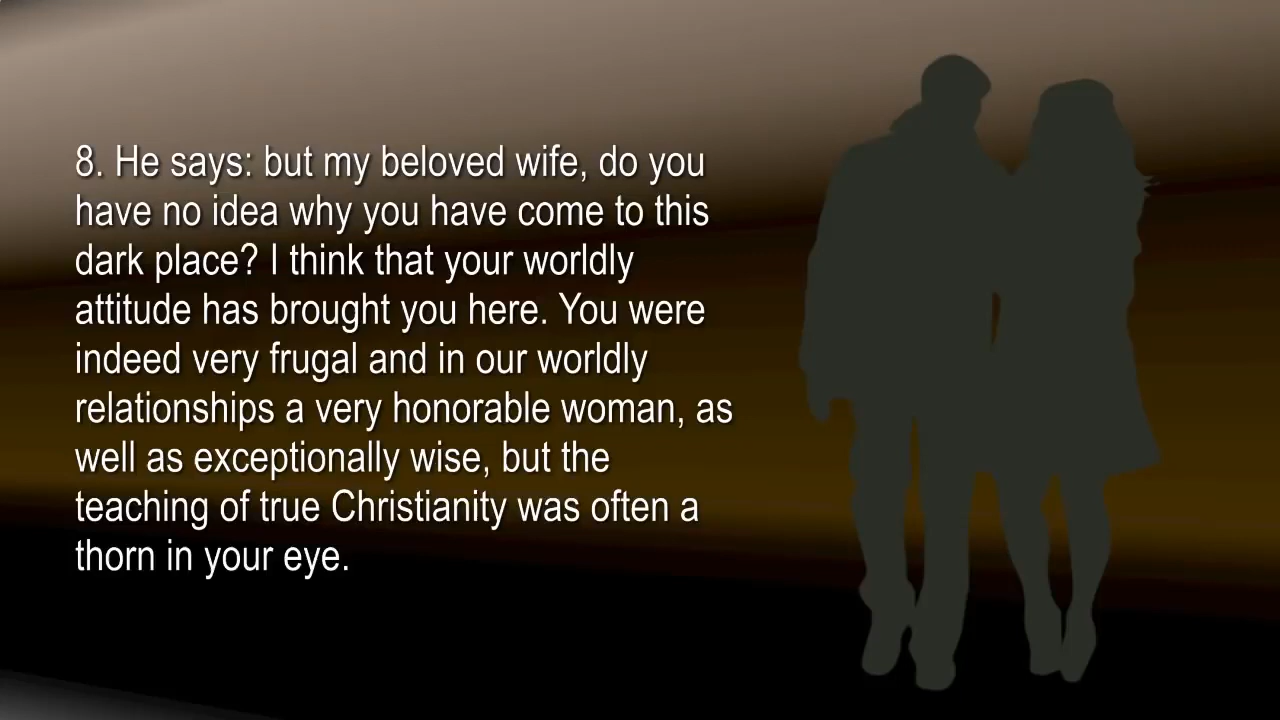 8. He says: but my beloved wife, do you
have no idea why you have come to this
dark place? I think that your worldly
attitude has brought you here. You were
indeed very frugal and in our worldly
relationships a very honorable woman, as
well as exceptionally wise, but the
teaching of true Christianity was often a
thorn in your eye.